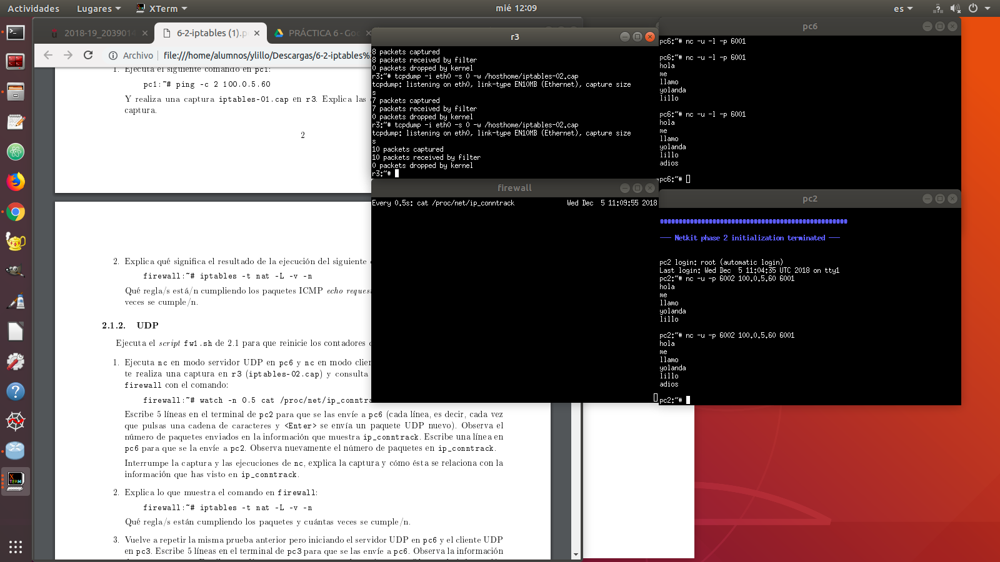 Actividades
Lugares
XTerm
mié 12:09
es
2018-19_203901
6-2-iptables (1).p
PRÁCTICA 6 - Goo
Archivo
file:///home/alumnos/ylillo/Descargas/6-2-iptables%
1. Ejecuta el siguiente comando en pc1:
pc1:~# ping -c 2 100.0.5.60
Y realiza una captura iptables-01.cap en r3. Explica las
captura.
2
2. Explica qué significa el resultado de la ejecución del siguiente
firewall:~# iptables -t nat -L -v -n
Qué regla/s está/n cumpliendo los paquetes ICMP echo request
veces se cumple/n.
2.1.2. UDP
Ejecuta el script fw1.sh de 2.1 para que reinicie los contadores
1. Ejecuta nc en modo servidor UDP en pc6 y nc en modo clien
te realiza una captura en r3 (iptables-02.cap) y consulta
firewall con el comando:
firewall:~# watch -n 0.5 cat /proc/net/ip_conntra
Escribe 5 líneas en el terminal de pc2 para que se las envíe a pc6 (cada línea, es decir, cada vez
que pulsas una cadena de caracteres y <Enter> se envía un paquete UDP nuevo). Observa el
número de paquetes enviados en la información que muestra ip_conntrack. Escribe una línea en
pc6 para que se la envíe a pc2. Observa nuevamente el número de paquetes en ip_conntrack.
Interrumpe la captura y las ejecuciones de nc, explica la captura y cómo ésta se relaciona con la
información que has visto en ip_conntrack.
2. Explica lo que muestra el comando en firewall:
firewall:~# iptables -t nat -L -v -n
Qué regla/s están cumpliendo los paquetes y cuántas veces se cumple/n.
3. Vuelve a repetir la misma prueba anterior pero iniciando el servidor UDP en pc6 y el cliente UDP
en pc3. Escribe 5 líneas en el terminal de pc3 para que se las envíe a pc6. Observa la información
r3
8 packets captured
8 packets received by filter
0 packets dropped by kernel
r3:~# tcpdump -i eth0 -s 0 -w /hosthome/iptables-02.cap
tcpdump: listening on eth0, link-type EN10MB (Ethernet), capture size
s
7 packets captured
7 packets received by filter
0 packets dropped by kernel
r3:~# tcpdump -i eth0 -s 0 -w /hosthome/iptables-02.cap
tcpdump: listening on eth0, link-type EN10MB (Ethernet), capture size
s
10 packets captured
10 packets received by filter
0 packets dropped by kernel
r3:~#
firewall
Every 0.5s: cat /proc/net/ip_conntrack Wed Dec 5 11:09:55 2018
pc6
pc6:~# nc -u -l -p 6001
pc6:~# nc -u -l -p 6001
hola
me
llamo
yolanda
lillo
pc6:~# nc -u -l -p 6001
hola
me
llamo
yolanda
lillo
adios
pc6:~#
pc2
##################################################
--- Netkit phase 2 initialization terminated ---
pc2 login: root (automatic login)
Last login: Wed Dec 5 11:04:35 UTC 2018 on tty1
pc2:~# nc -u -p 6002 100.0.5.60 6001
hola
me
llamo
yolanda
lillo
pc2:~# nc -u -p 6002 100.0.5.60 6001
hola
me
llamo
yolanda
lillo
adios
pc2:~#